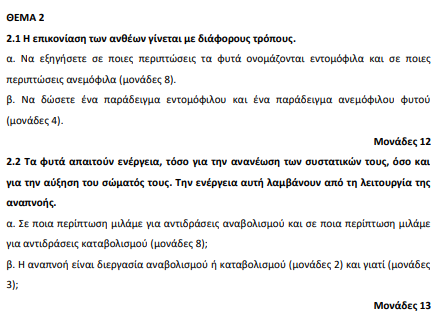 ΘΕΜΑ 2
2.1 Η επικονίαση των ανθέων γίνεται με διάφορους τρόπους.
α. Να εξηγήσετε σε ποιες περιπτώσεις τα φυτά ονομάζονται εντομόφιλα και σε ποιες
περιπτώσεις ανεμόφιλα (μονάδες 8).
β. Να δώσετε ένα παράδειγμα εντομόφιλου και ένα παράδειγμα ανεμόφιλου φυτού
(μονάδες 4).
Μονάδες 12
2.2 Τα φυτά απαιτούν ενέργεια, τόσο για την ανανέωση των συστατικών τους, όσο και
για την αύξηση του σώματός τους. Την ενέργεια αυτή λαμβάνουν από τη λειτουργία της
αναπνοής.
α. Σε ποια περίπτωση μιλάμε για αντιδράσεις αναβολισμού και σε ποια περίπτωση μιλάμε
για αντιδράσεις καταβολισμού (μονάδες 8);
β. Η αναπνοή είναι διεργασία αναβολισμού ή καταβολισμού (μονάδες 2) και γιατί (μονάδες
3);
Μονάδες 13